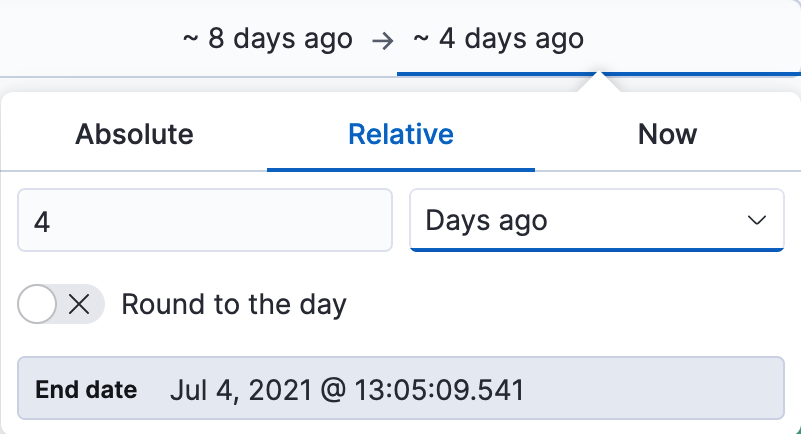 ~ 8 days ago → ~ 4 days ago
Absolute Relative Now
4 Days ago
Round to the day
End date Jul 4, 2021 @ 13:05:09.541